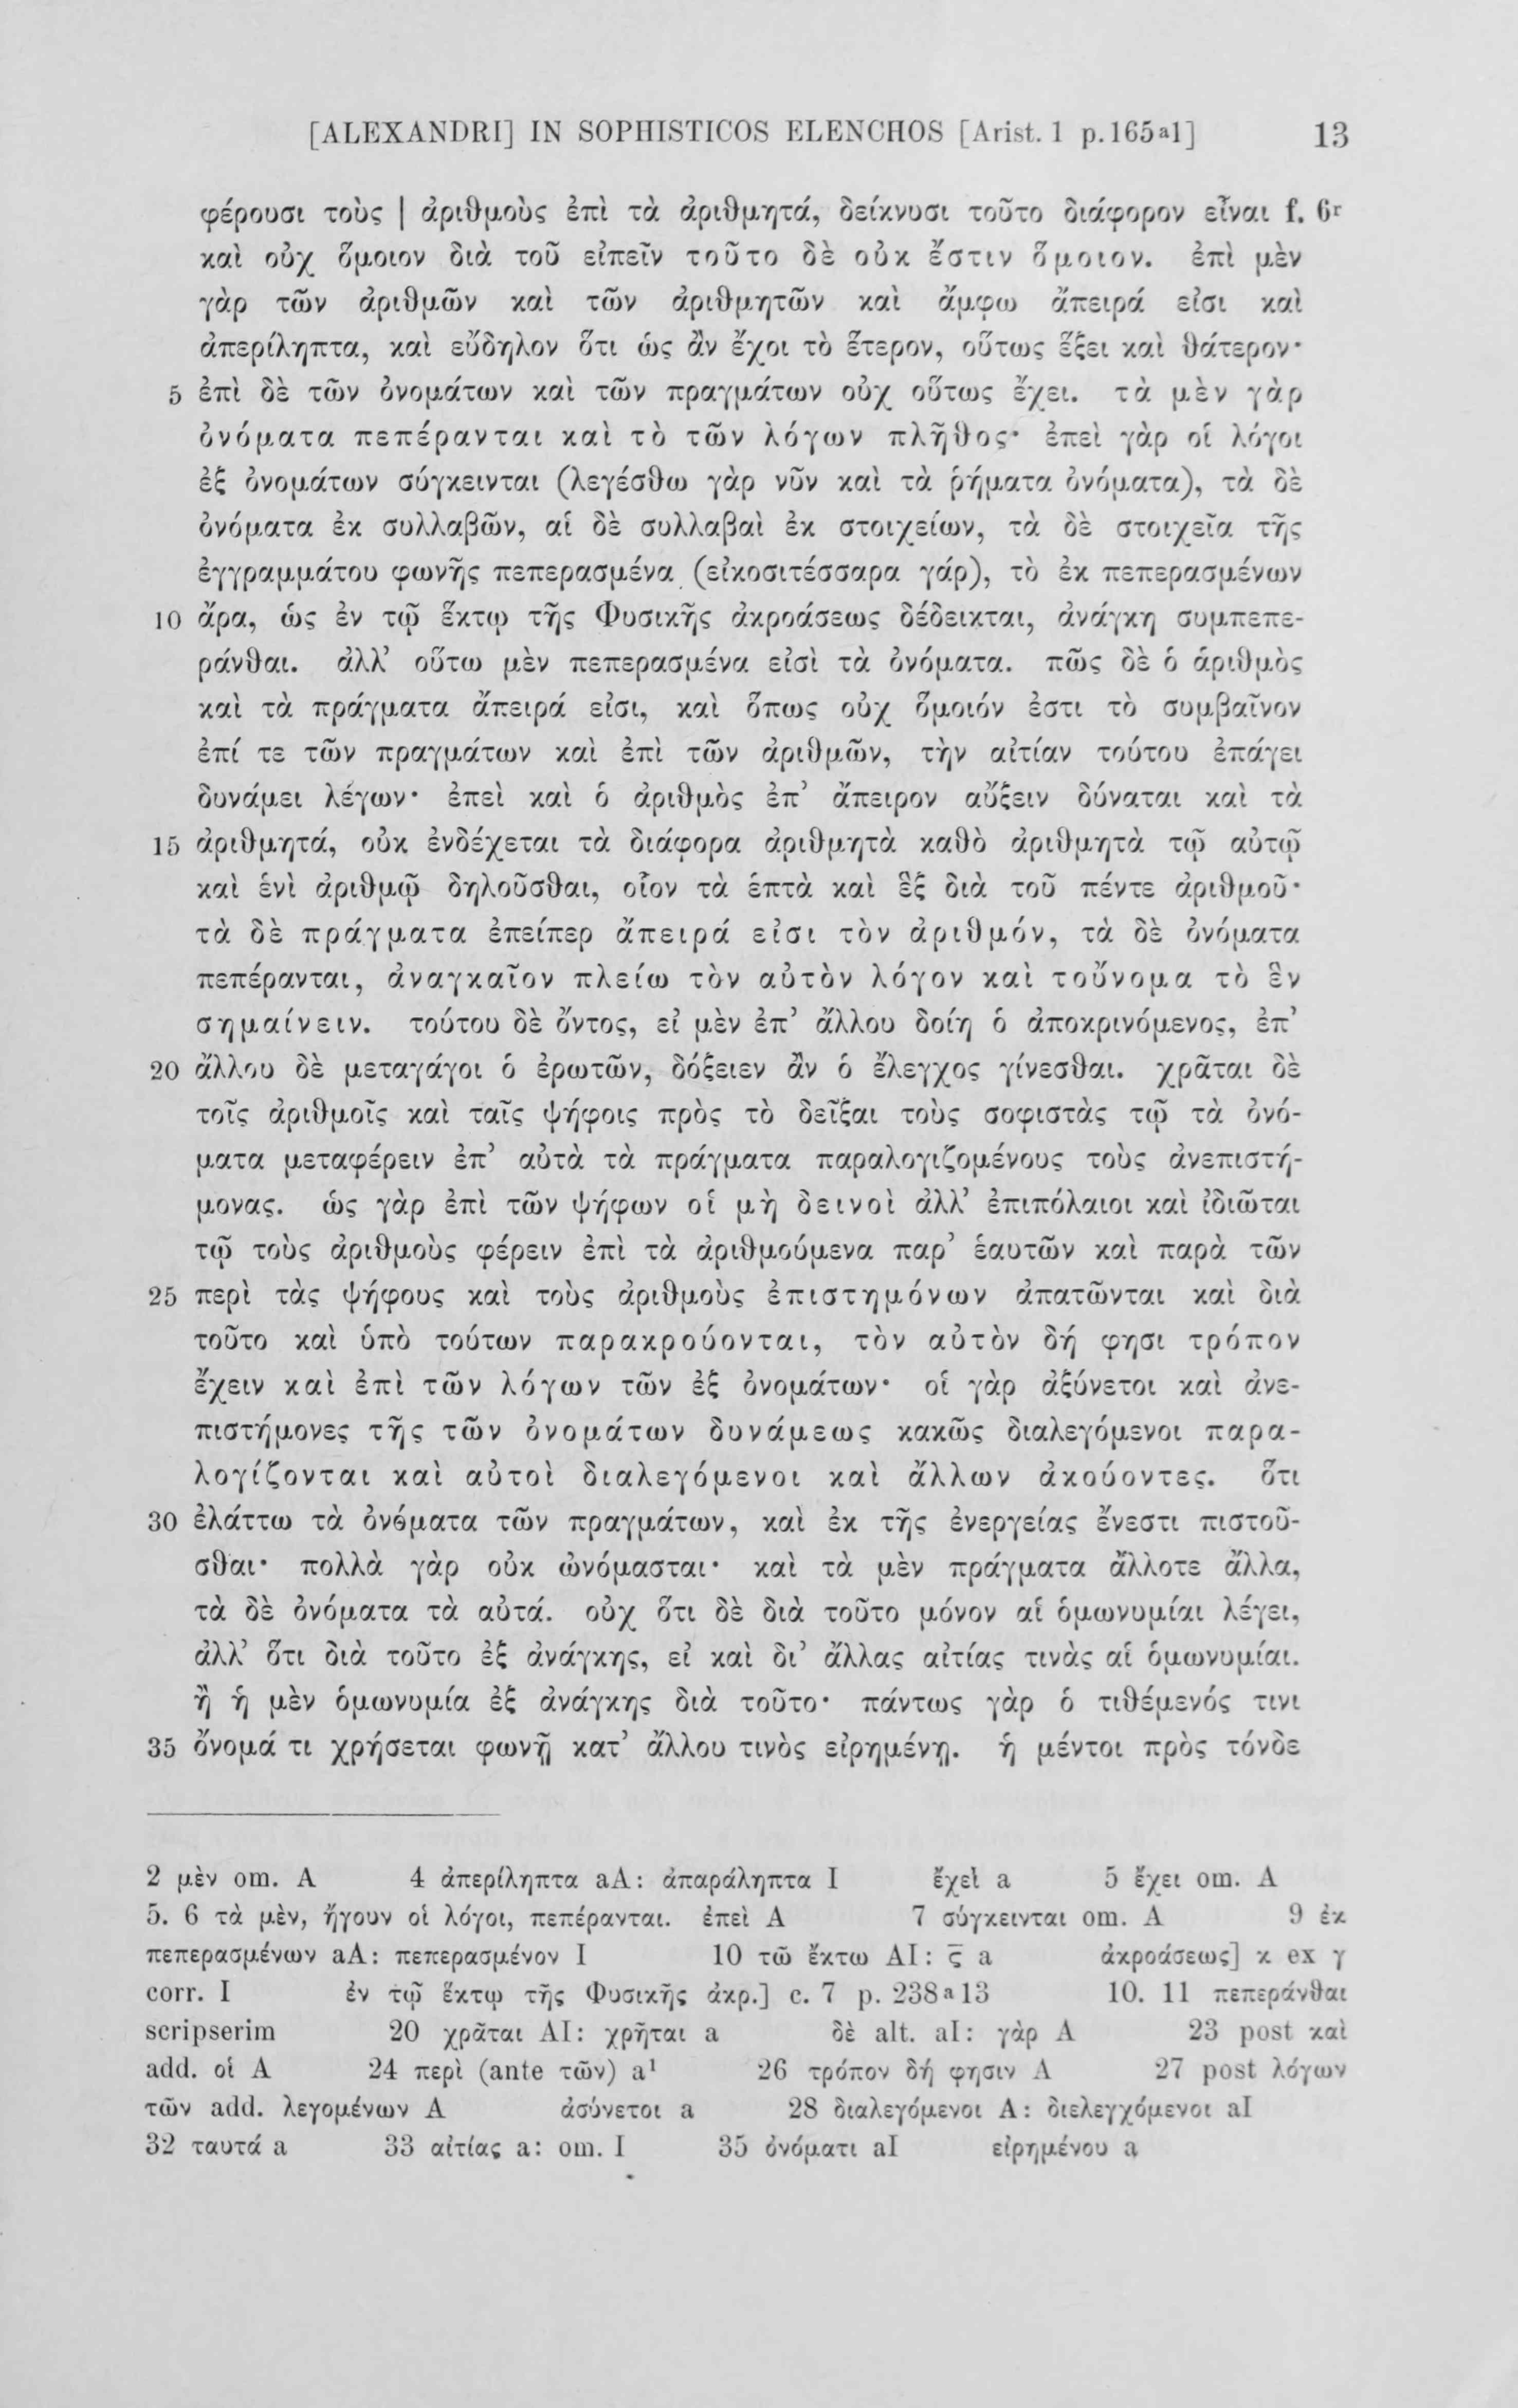 [ALEXANDRI] IN SOPHISTICOS ELENCHOS [Arist. 1 p. 165ᵃ1] 13
φέρουσι τοὺς | ἀριθμοὺς ἐπὶ τὰ ἀριθμητά, δείκνυσι τοῦτο διάφορον εἶναι f. 6ʳ
καὶ οὐχ ὅμοιον διὰ τοῦ εἰπεῖν τοῦτο δὲ οὐκ ἔστιν ὅμοιον. ἐπὶ μὲν
γὰρ τῶν ἀριθμῶν καὶ τῶν ἀριθμητῶν καὶ ἄμφω ἄπειρά εἰσι καὶ
ἀπερίληπτα, καὶ εὔδηλον ὅτι ὡς ἂν ἔχοι τὸ ἕτερον, οὕτως ἕξει καὶ θάτερον·
5 ἐπὶ δὲ τῶν ὀνομάτων καὶ τῶν πραγμάτων οὐχ οὕτως ἔχει. τὰ μὲν γὰρ
ὀνόματα πεπέρανται καὶ τὸ τῶν λόγων πλῆθος· ἐπεὶ γὰρ οἱ λόγοι
ἐξ ὀνομάτων σύγκεινται (λεγέσθω γὰρ νῦν καὶ τὰ ῥήματα ὀνόματα), τὰ δὲ
ὀνόματα ἐκ συλλαβῶν, αἱ δὲ συλλαβαὶ ἐκ στοιχείων, τὰ δὲ στοιχεῖα τῆς
ἐγγραμμάτου φωνῆς πεπερασμένα (εἰκοσιτέσσαρα γάρ), τὸ ἐκ πεπερασμένων
10 ἄρα, ὡς ἐν τῷ ἕκτῳ τῆς Φυσικῆς ἀκροάσεως δέδεικται, ἀνάγκη συμπεπε-
ράνθαι. ἀλλ’ οὕτω μὲν πεπερασμένα εἰσὶ τὰ ὀνόματα. πῶς δὲ ὁ ἀριθμὸς
καὶ τὰ πράγματα ἄπειρά εἰσι, καὶ ὅπως οὐχ ὅμοιόν ἐστι τὸ συμβαῖνον
ἐπί τε τῶν πραγμάτων καὶ ἐπὶ τῶν ἀριθμῶν, τὴν αἰτίαν τούτου ἐπάγει
δυνάμει λέγων· ἐπεὶ καὶ ὁ ἀριθμὸς ἐπ’ ἄπειρον αὔξειν δύναται καὶ τὰ
15 ἀριθμητά, οὐκ ἐνδέχεται τὰ διάφορα ἀριθμητὰ καθὸ ἀριθμητὰ τῷ αὐτῷ
καὶ ἑνὶ ἀριθμῷ δηλοῦσθαι, οἷον τὰ ἑπτὰ καὶ ἓξ διὰ τοῦ πέντε ἀριθμοῦ·
τὰ δὲ πράγματα ἐπείπερ ἄπειρά εἰσι τὸν ἀριθμόν, τὰ δὲ ὀνόματα
πεπέρανται, ἀναγκαῖον πλείω τὸν αὐτὸν λόγον καὶ τοὔνομα τὸ ἓν
σημαίνειν. τούτου δὲ ὄντος, εἰ μὲν ἐπ’ ἄλλου δοίη ὁ ἀποκρινόμενος, ἐπ’
20 ἄλλου δὲ μεταγάγοι ὁ ἐρωτῶν, δόξειεν ἂν ὁ ἔλεγχος γίνεσθαι. χρᾶται δὲ
τοῖς ἀριθμοῖς καὶ ταῖς ψήφοις πρὸς τὸ δεῖξαι τοὺς σοφιστὰς τῷ τὰ ὀνό-
ματα μεταφέρειν ἐπ’ αὐτὰ τὰ πράγματα παραλογιζομένους τοὺς ἀνεπιστή-
μονας. ὡς γὰρ ἐπὶ τῶν ψήφων οἱ μὴ δεινοὶ ἀλλ’ ἐπιπόλαιοι καὶ ἰδιῶται
τῷ τοὺς ἀριθμοὺς φέρειν ἐπὶ τὰ ἀριθμούμενα παρ’ ἑαυτῶν καὶ παρὰ τῶν
25 περὶ τὰς ψήφους καὶ τοὺς ἀριθμοὺς ἐπιστημόνων ἀπατῶνται καὶ διὰ
τοῦτο καὶ ὑπὸ τούτων παρακρούονται, τὸν αὐτὸν δή φησι τρόπον
ἔχειν καὶ ἐπὶ τῶν λόγων τῶν ἐξ ὀνομάτων· οἱ γὰρ ἀξύνετοι καὶ ἀνε-
πιστήμονες τῆς τῶν ὀνομάτων δυνάμεως κακῶς διαλεγόμενοι παρα-
λογίζονται καὶ αὐτοὶ διαλεγόμενοι καὶ ἄλλων ἀκούοντες. ὅτι
30 ἐλάττω τὰ ὀνόματα τῶν πραγμάτων, καὶ ἐκ τῆς ἐνεργείας ἔνεστι πιστοῦ-
σθαι· πολλὰ γὰρ οὐκ ὠνόμασται· καὶ τὰ μὲν πράγματα ἄλλοτε ἄλλα,
τὰ δὲ ὀνόματα τὰ αὐτά. οὐχ ὅτι δὲ διὰ τοῦτο μόνον αἱ ὁμωνυμίαι λέγει,
ἀλλ’ ὅτι διὰ τοῦτο ἐξ ἀνάγκης, εἰ καὶ δι’ ἄλλας αἰτίας τινὰς αἱ ὁμωνυμίαι.
ἢ ἡ μὲν ὁμωνυμία ἐξ ἀνάγκης διὰ τοῦτο· πάντως γὰρ ὁ τιθέμενός τινι
35 ὄνομά τι χρήσεται φωνῇ κατ’ ἄλλου τινὸς εἰρημένῃ. ἡ μέντοι πρὸς τόνδε
2 μὲν om. A 4 ἀπερίληπτα aA: ἀπαράληπτα I ἔχει a 5 ἔχει om. A
5. 6 τὰ μὲν, ἤγουν οἱ λόγοι, πεπέρανται. ἐπεὶ A 7 σύγκεινται om. A 9 ἐκ
πεπερασμένων aA: πεπερασμένον I 10 τῶ ἕκτω AI: ς̄ a ἀκροάσεως] κ ex γ
corr. I ἐν τῷ ἕκτῳ τῆς Φυσικῆς ἀκρ.] c. 7 p. 238ᵃ13 10. 11 πεπεράνθαι
scripserim 20 χρᾶται AI: χρῆται a δὲ alt. aI: γὰρ A 23 post καὶ
add. οἱ A 24 περὶ (ante τῶν) a¹ 26 τρόπον δή φησιν A 27 post λόγων
τῶν add. λεγομένων A ἀσύνετοι a 28 διαλεγόμενοι A: διελεγχόμενοι aI
32 ταυτά a 33 αἰτίας a: om. I 35 ὀνόματι aI εἰρημένου a